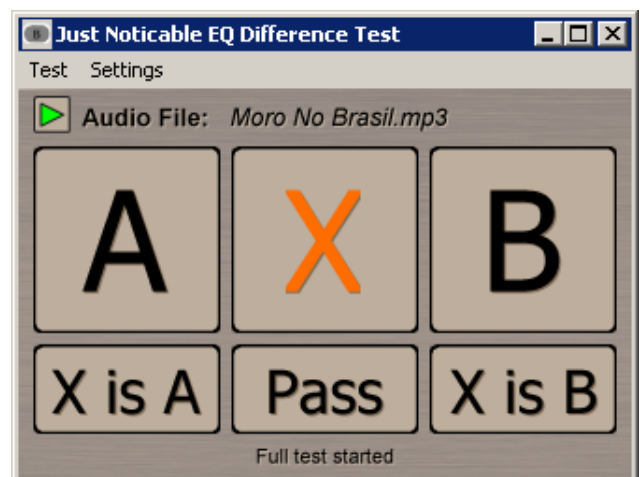 Just Noticable EQ Difference Test
Test Settings
Audio File: Moro No Brasil.mp3
A X B
X is A Pass X is B
Full test started